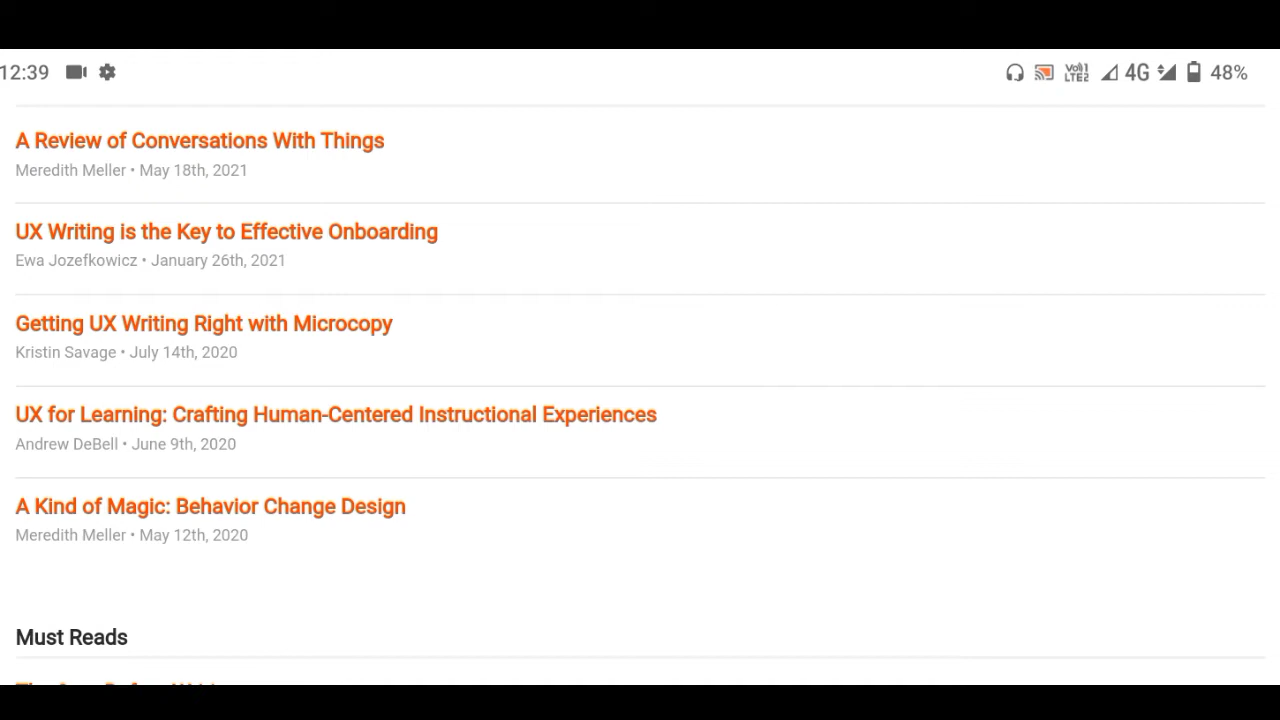 12:39 4G 48%
A Review of Conversations With Things
Meredith Meller • May 18th, 2021
UX Writing is the Key to Effective Onboarding
Ewa Jozefkowicz • January 26th, 2021
Getting UX Writing Right with Microcopy
Kristin Savage • July 14th, 2020
UX for Learning: Crafting Human-Centered Instructional Experiences
Andrew DeBell • June 9th, 2020
A Kind of Magic: Behavior Change Design
Meredith Meller • May 12th, 2020
Must Reads